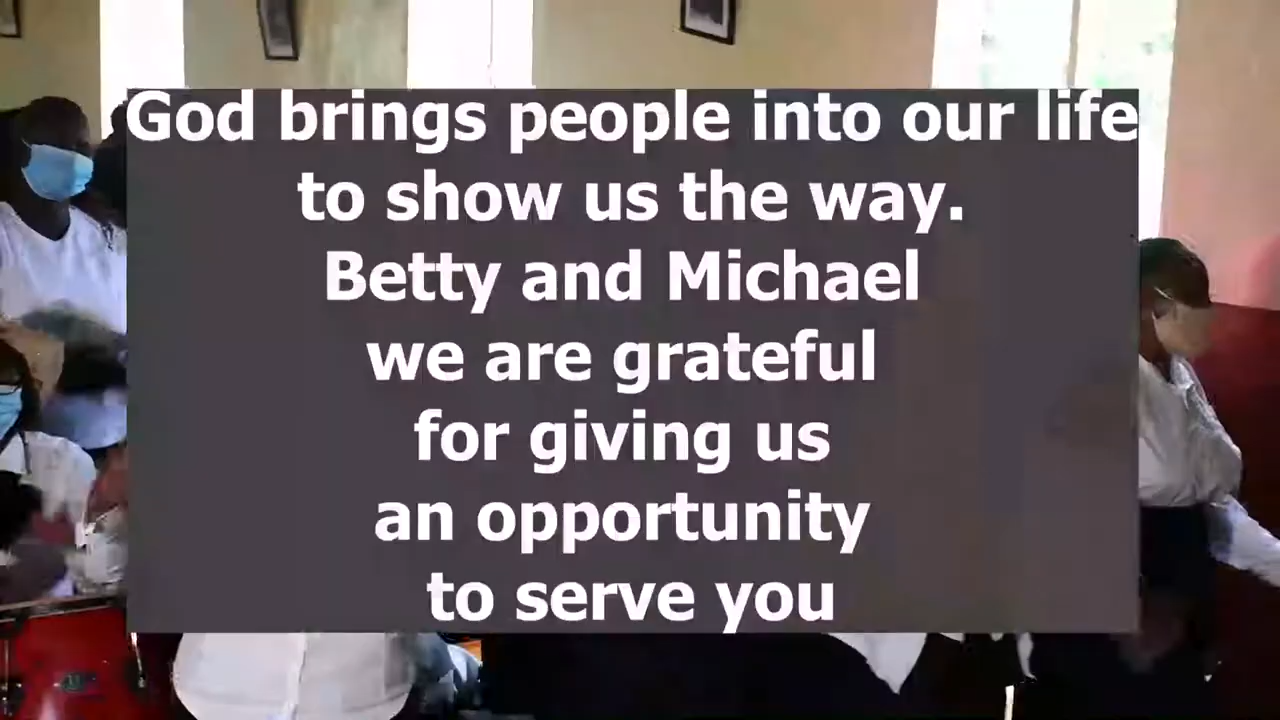 God brings people into our life
to show us the way.
Betty and Michael
we are grateful
for giving us
an opportunity
to serve you